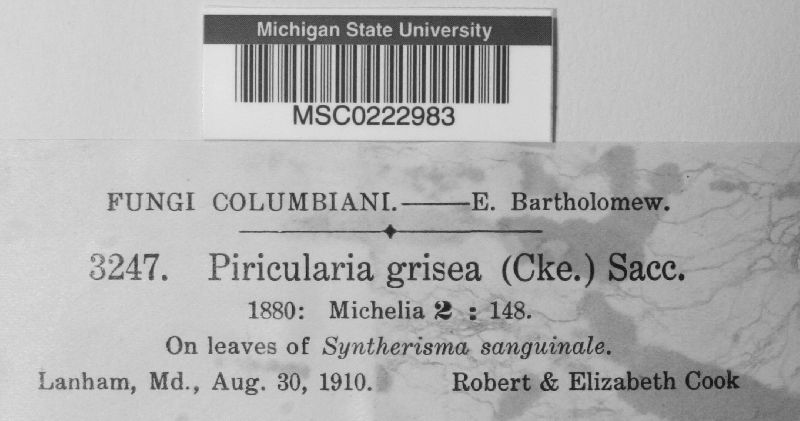 Michigan State University
MSC0222983
FUNGI COLUMBIANI.——E. Bartholomew.
3247. Piricularia grisea (Cke.) Sacc.
1880: Michelia 2 : 148.
On leaves of Syntherisma sanguinale.
Lanham, Md., Aug. 30, 1910. Robert & Elizabeth Cook